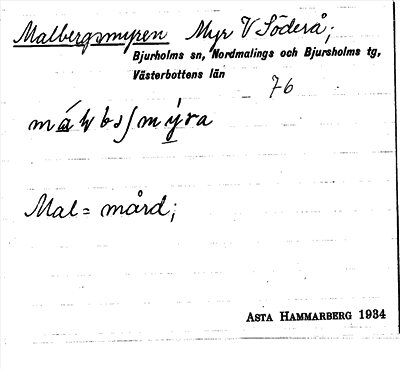 Malbergsmyren Myr V Söderå;
Bjurholms sn, Nordmalings och Bjursholms tg,
Västerbottens län
76
Mal = mård;
ASTA HAMMARBERG 1934